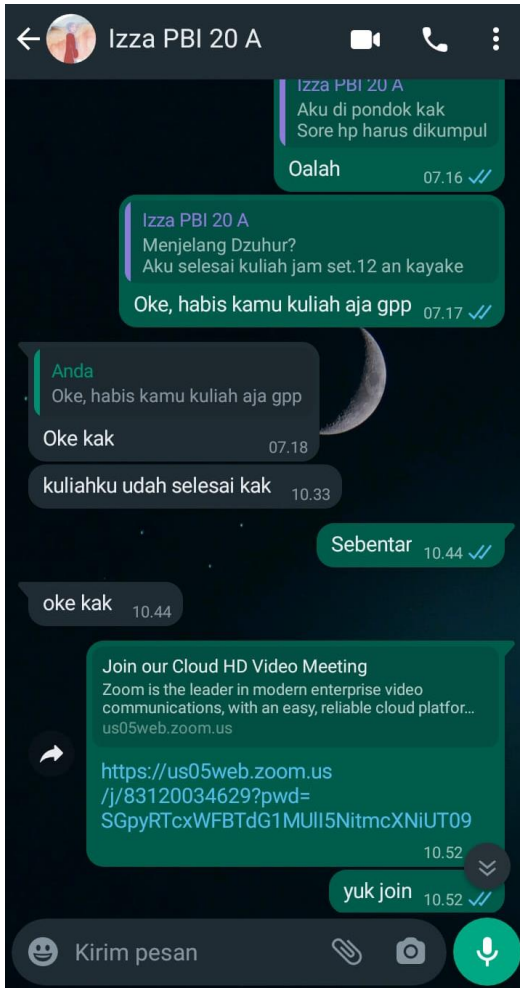 Izza PBI 20 A
Izza PBI 20 A
Aku di pondok kak
Sore hp harus dikumpul
Oalah
07.16
Izza PBI 20 A
Menjelang Dzuhur?
Aku selesai kuliah jam set.12 an kayake
Oke, habis kamu kuliah aja gpp 07.17
Anda
Oke, habis kamu kuliah aja gpp
Oke kak
07.18
kuliahku udah selesai kak 10.33
Sebentar 10.44
oke kak 10.44
Join our Cloud HD Video Meeting
Zoom is the leader in modern enterprise video
communications, with an easy, reliable cloud platfor...
us05web.zoom.us
https://us05web.zoom.us
/j/83120034629?pwd=
SGpyRTcxWFBTdG1MUlI5NitmcXNiUT09
10.52
yuk join 10.52
Kirim pesan